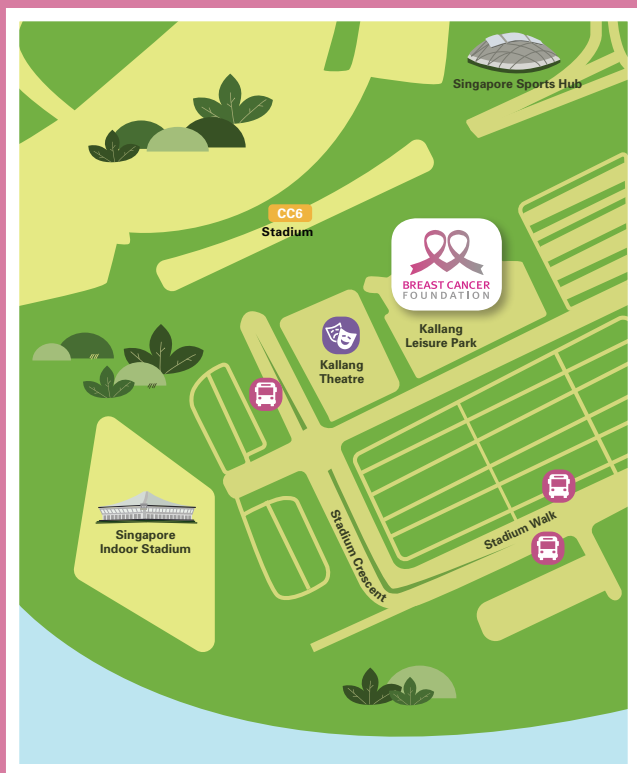 Singapore Sports Hub
CC6
Stadium
BREAST CANCER
FOUNDATION
Kallang
Leisure Park
Kallang
Theatre
Singapore
Indoor Stadium
Stadium Crescent
Stadium Walk